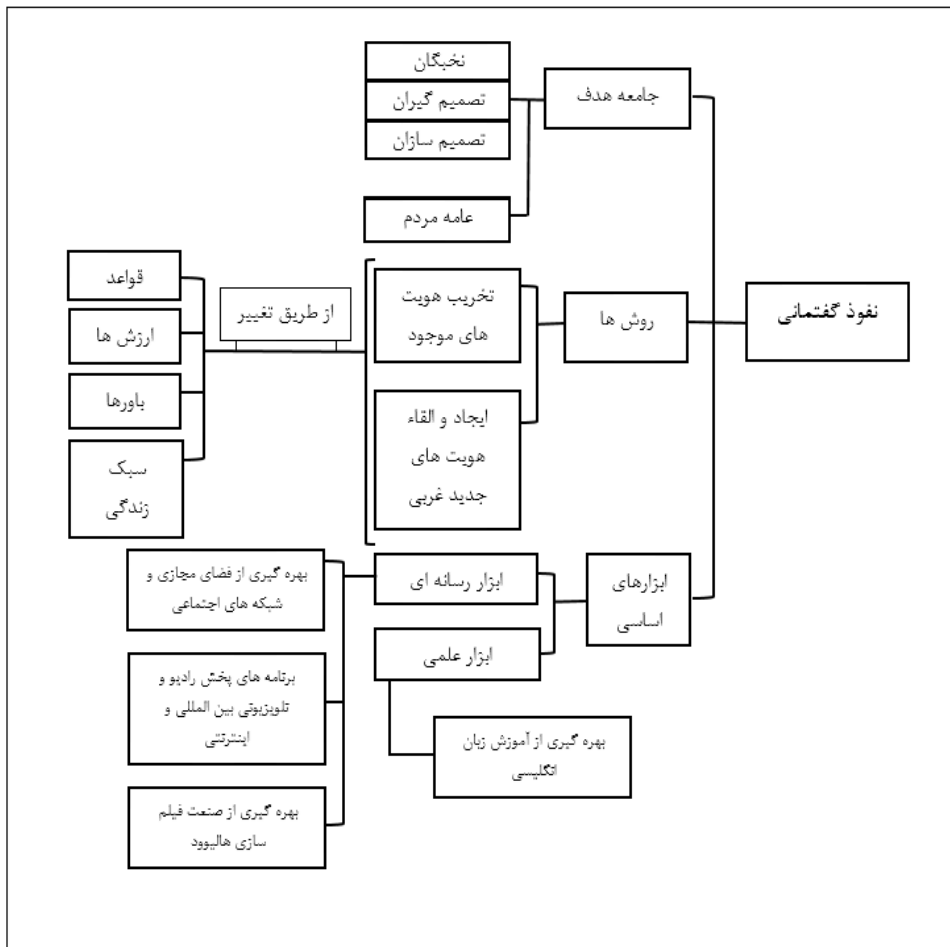 نفوذ گفتمانی
جامعه هدف
نخبگان
تصمیم گیران
تصمیم سازان
عامه مردم
روش ها
تخریب هویت
های موجود
ایجاد و القاء
هویت های
جدید غربی
از طریق تغییر
قواعد
ارزش ها
باورها
سبک
زندگی
ابزارهای
اساسی
ابزار رسانه ای
بهره گیری از فضای مجازی و
شبکه های اجتماعی
برنامه های پخش رادیو و
تلویزیونی بین المللی و
اینترنتی
بهره گیری از صنعت فیلم
سازی هالیوود
ابزار علمی
بهره گیری از آموزش زبان
انگلیسی